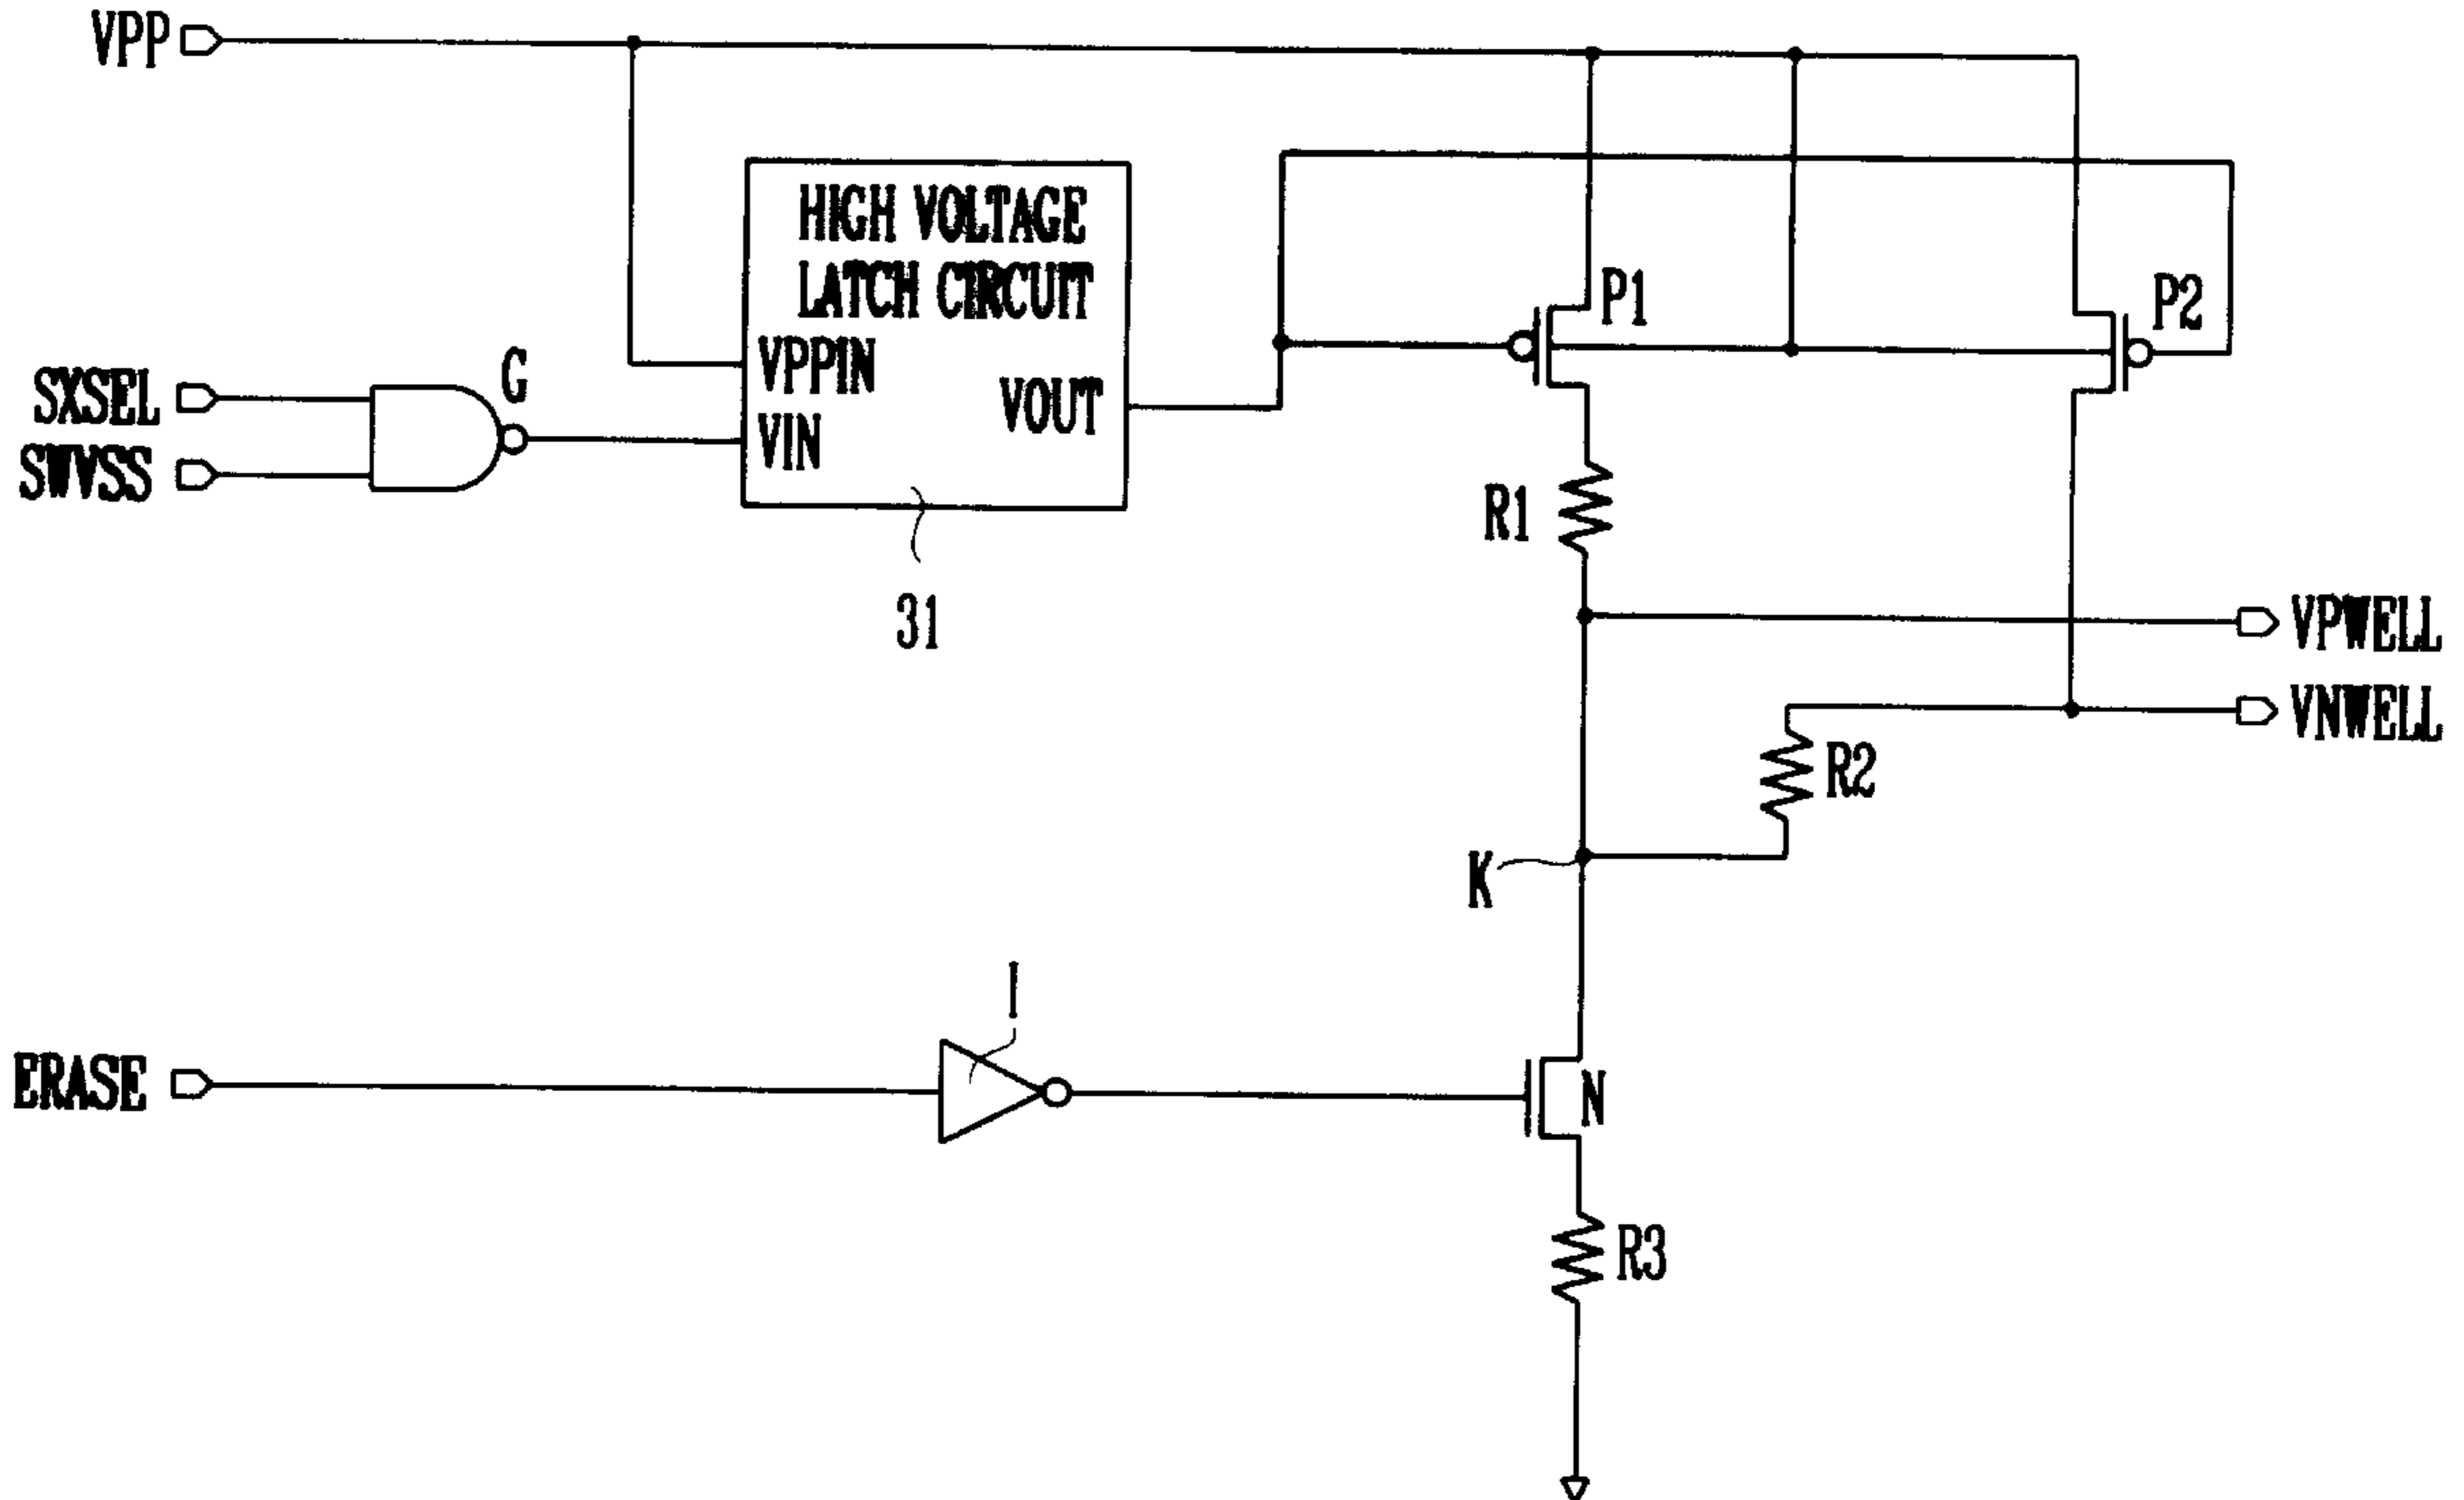 VPP
HIGH VOLTAGE
LATCH CIRCUIT
VPPIN
VIN
VOUT
SXSEL
SWVSS
G
31
P1
P2
R1
VPWELL
VNWELL
R2
K
I
ERASE
N
R3